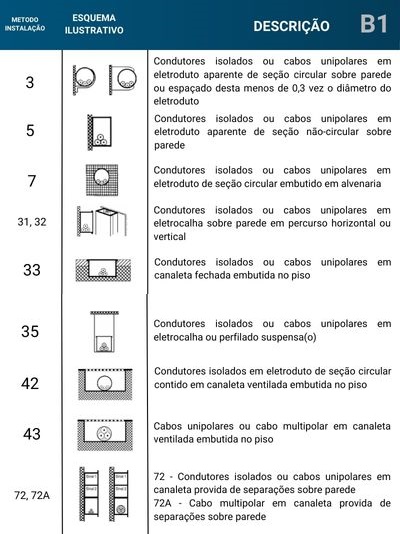 METODO
INSTALAÇÃO
ESQUEMA
ILUSTRATIVO
DESCRIÇÃO
B1
3
Condutores isolados ou cabos unipolares em
eletroduto aparente de seção circular sobre parede
ou espaçado desta menos de 0,3 vez o diâmetro do
eletroduto
5
Condutores isolados ou cabos unipolares em
eletroduto aparente de seção não-circular sobre
parede
7
Condutores isolados ou cabos unipolares em
eletroduto de seção circular embutido em alvenaria
31, 32
Condutores isolados ou cabos unipolares em
eletrocalha sobre parede em percurso horizontal ou
vertical
33
Condutores isolados ou cabos unipolares em
canaleta fechada embutida no piso
35
Condutores isolados ou cabos unipolares em
eletrocalha ou perfilado suspensa(o)
42
Condutores isolados em eletroduto de seção circular
contido em canaleta ventilada embutida no piso
43
Cabos unipolares ou cabo multipolar em canaleta
ventilada embutida no piso
72, 72A
72 - Condutores isolados ou cabos unipolares em
canaleta provida de separações sobre parede
72A - Cabo multipolar em canaleta provida de
separações sobre parede